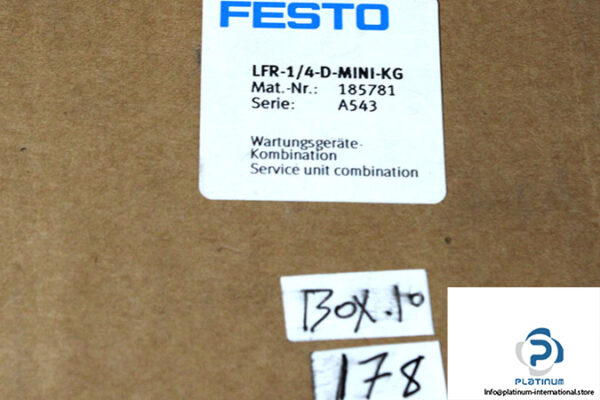 FESTO
LFR-1/4-D-MINI-KG
Mat.-Nr.: 185781
Serie: A543
Wartungsgeräte-
Kombination
Service unit combination
Box.10
178
PLATINUM
https://platinum-international.store